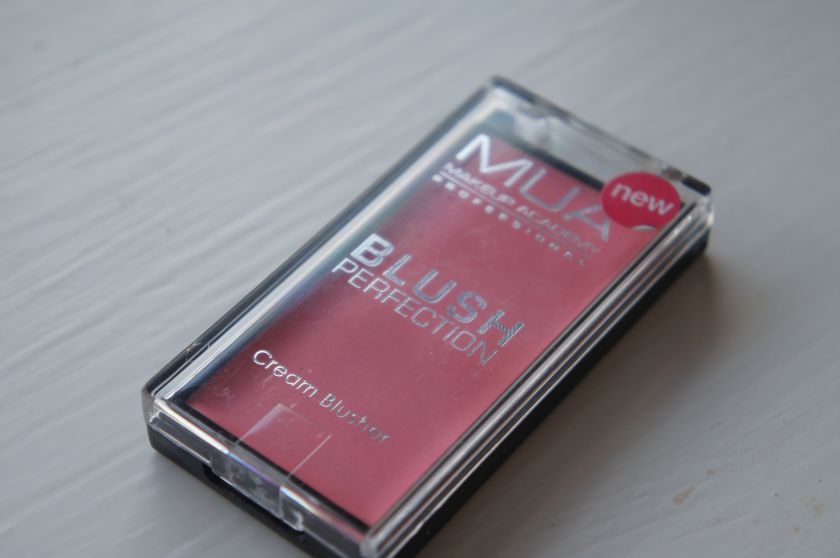 MUA
MAKEUP ACADEMY
PROFESSIONAL
new
BLUSH
PERFECTION
Cream Blusher